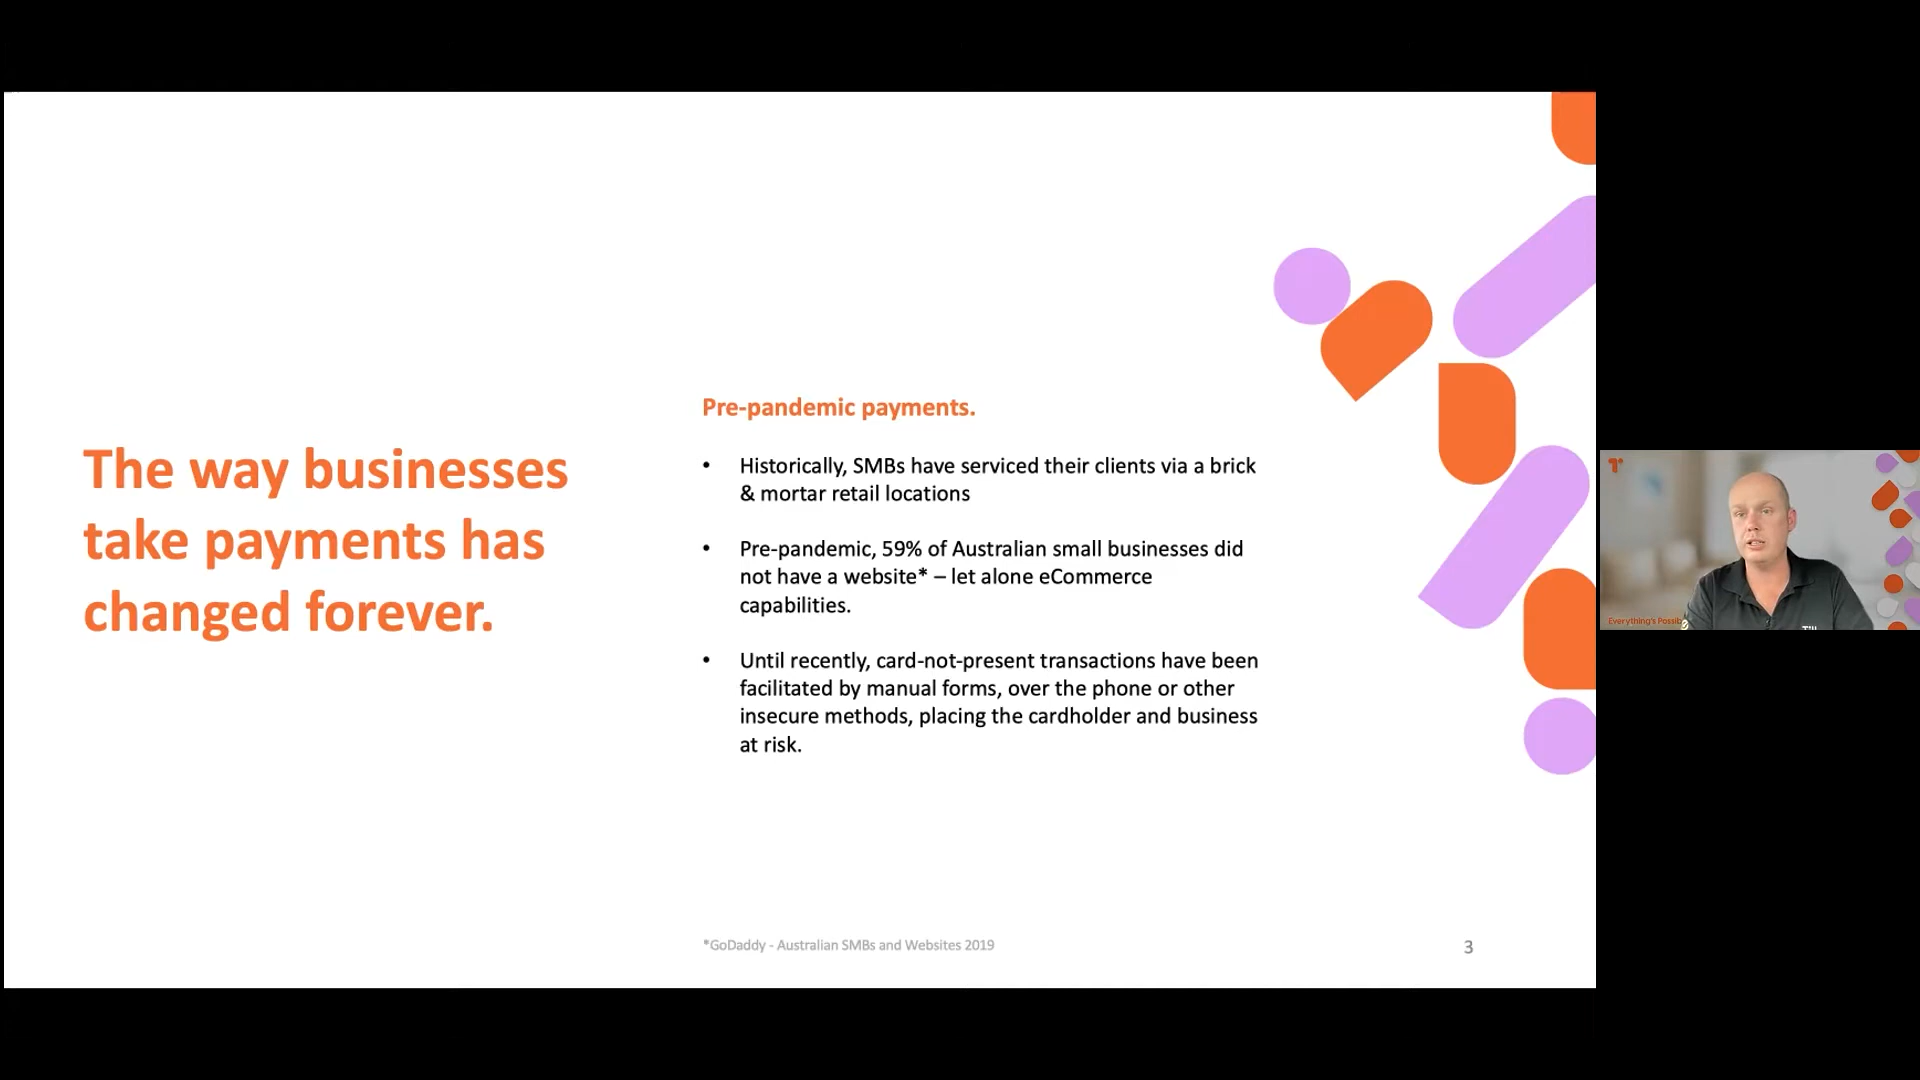 The way businesses
take payments has
changed forever.
Pre-pandemic payments.
• Historically, SMBs have serviced their clients via a brick
& mortar retail locations
• Pre-pandemic, 59% of Australian small businesses did
not have a website* – let alone eCommerce
capabilities.
• Until recently, card-not-present transactions have been
facilitated by manual forms, over the phone or other
insecure methods, placing the cardholder and business
at risk.
*GoDaddy - Australian SMBs and Websites 2019
3
Everything's